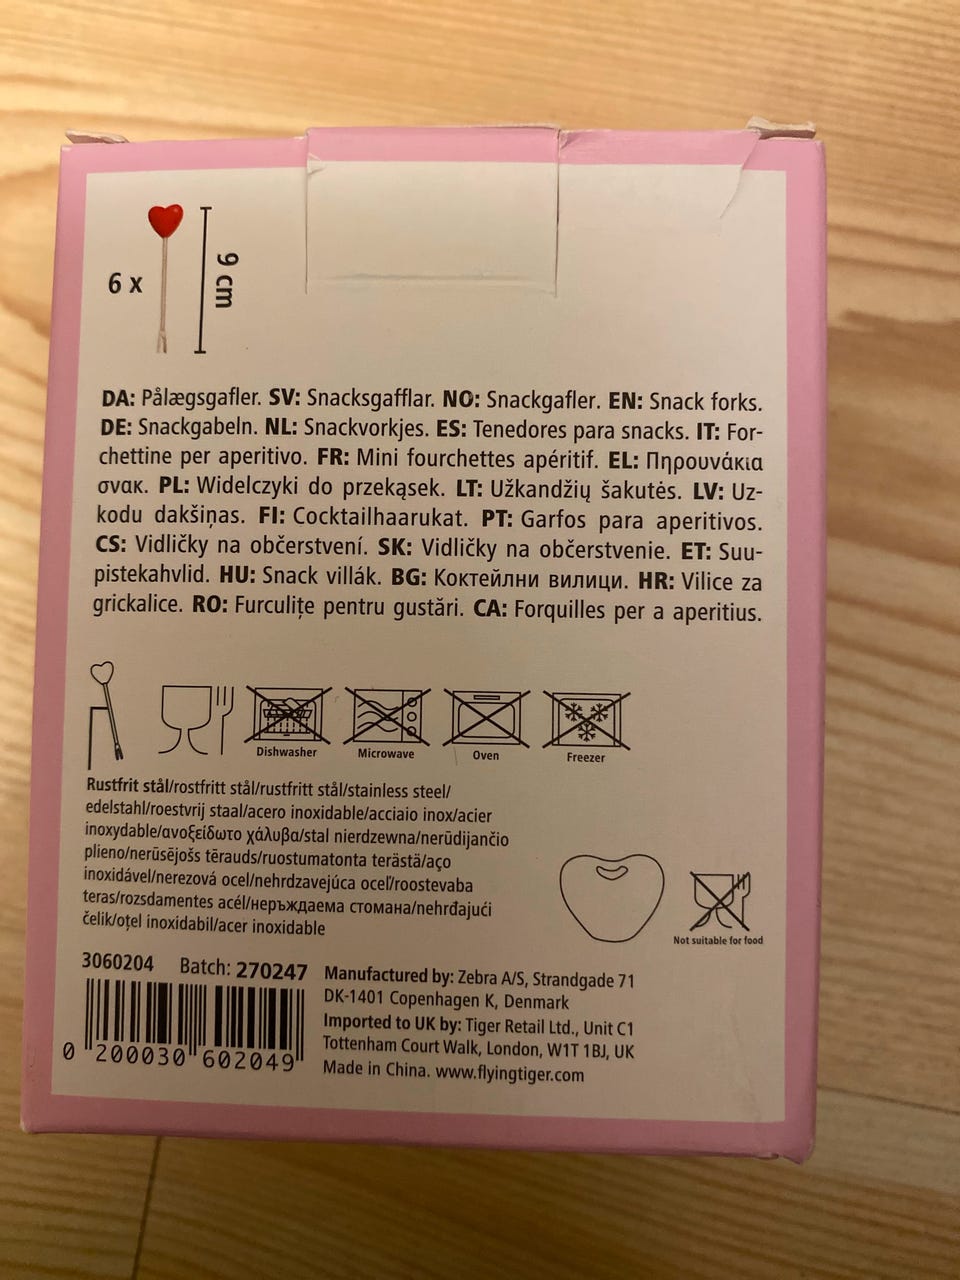 6 x
9 cm
DA: Pålægsgafler. SV: Snacksgafflar. NO: Snackgafler. EN: Snack forks.
DE: Snackgabeln. NL: Snackvorkjes. ES: Tenedores para snacks. IT: For-
chettine per aperitivo. FR: Mini fourchettes apéritif. EL: Πηρουνάκια
σνακ. PL: Widelczyki do przekąsek. LT: Užkandžių šakutės. LV: Uz-
kodu dakšiņas. FI: Cocktailhaarukat. PT: Garfos para aperitivos.
CS: Vidličky na občerstvení. SK: Vidličky na občerstvenie. ET: Suu-
pistekahvlid. HU: Snack villák. BG: Коктейлни вилици. HR: Vilice za
grickalice. RO: Furculițe pentru gustări. CA: Forquilles per a aperitius.
Dishwasher Microwave Oven Freezer
Rustfrit stål/rostfritt stål/rustfritt stål/stainless steel/
edelstahl/roestvrij staal/acero inoxidable/acciaio inox/acier
inoxydable/ανοξείδωτο χάλυβα/stal nierdzewna/nerūdijančio
plieno/nerūsējošs tērauds/ruostumatonta terästä/aço
inoxidável/nerezová ocel/nehrdzavejúca oceľ/roostevaba
teras/rozsdamentes acél/неръждаема стомана/nehrđajući
čelik/oțel inoxidabil/acer inoxidable
Not suitable for food
3060204 Batch: 270247
0 200030 602049
Manufactured by: Zebra A/S, Strandgade 71
DK-1401 Copenhagen K, Denmark
Imported to UK by: Tiger Retail Ltd., Unit C1
Tottenham Court Walk, London, W1T 1BJ, UK
Made in China. www.flyingtiger.com